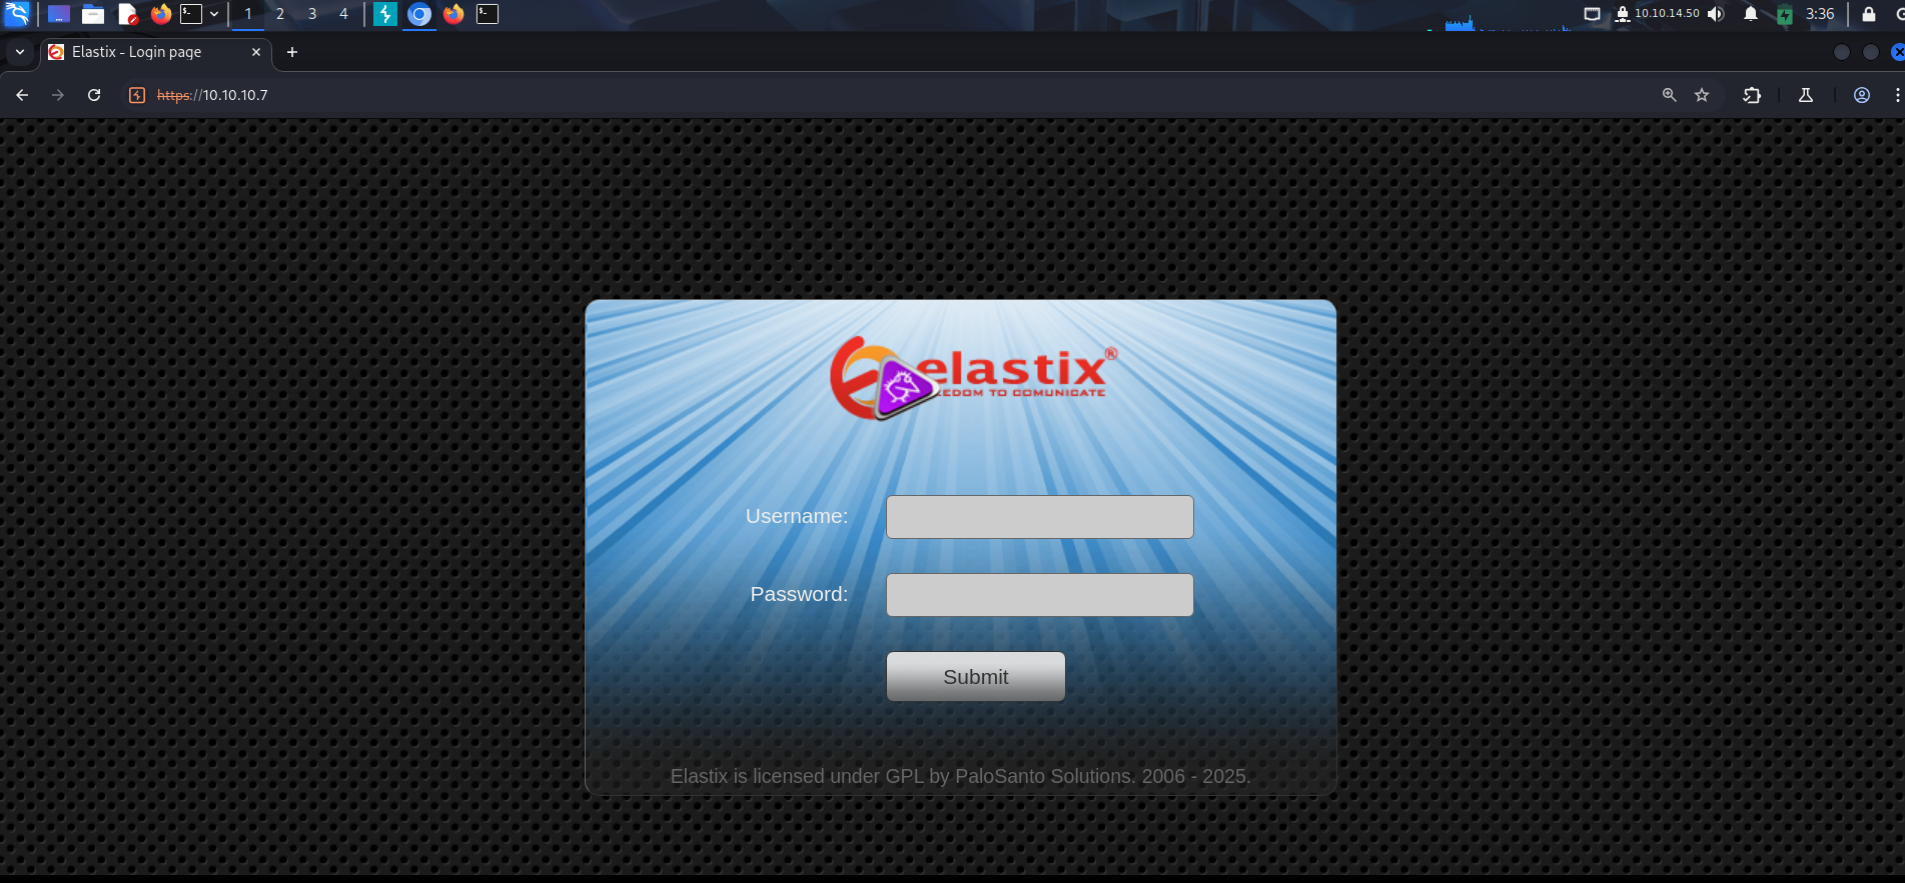 1 2 3 4
10.10.14.50 3:36
Elastix - Login page
https://10.10.10.7
elastix®
EEDOM TO COMUNICATE
Username:
Password:
Submit
Elastix is licensed under GPL by PaloSanto Solutions. 2006 - 2025.